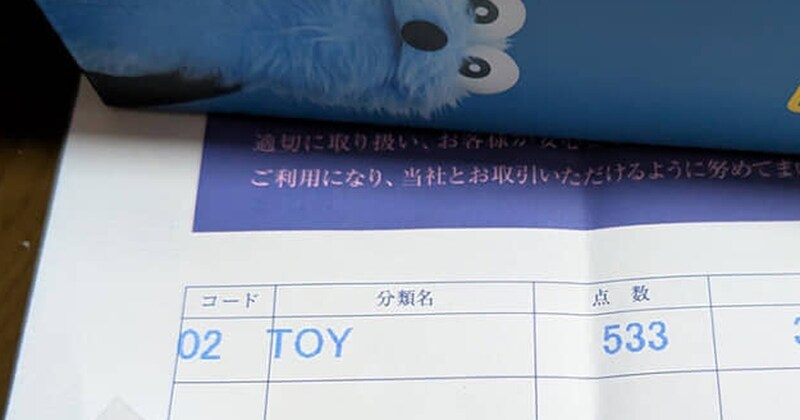 適切に取り扱い、お客様が安心
ご利用になり、当社とお取引いただけるように努めてま
コード 分類名 点 数
02 TOY 533